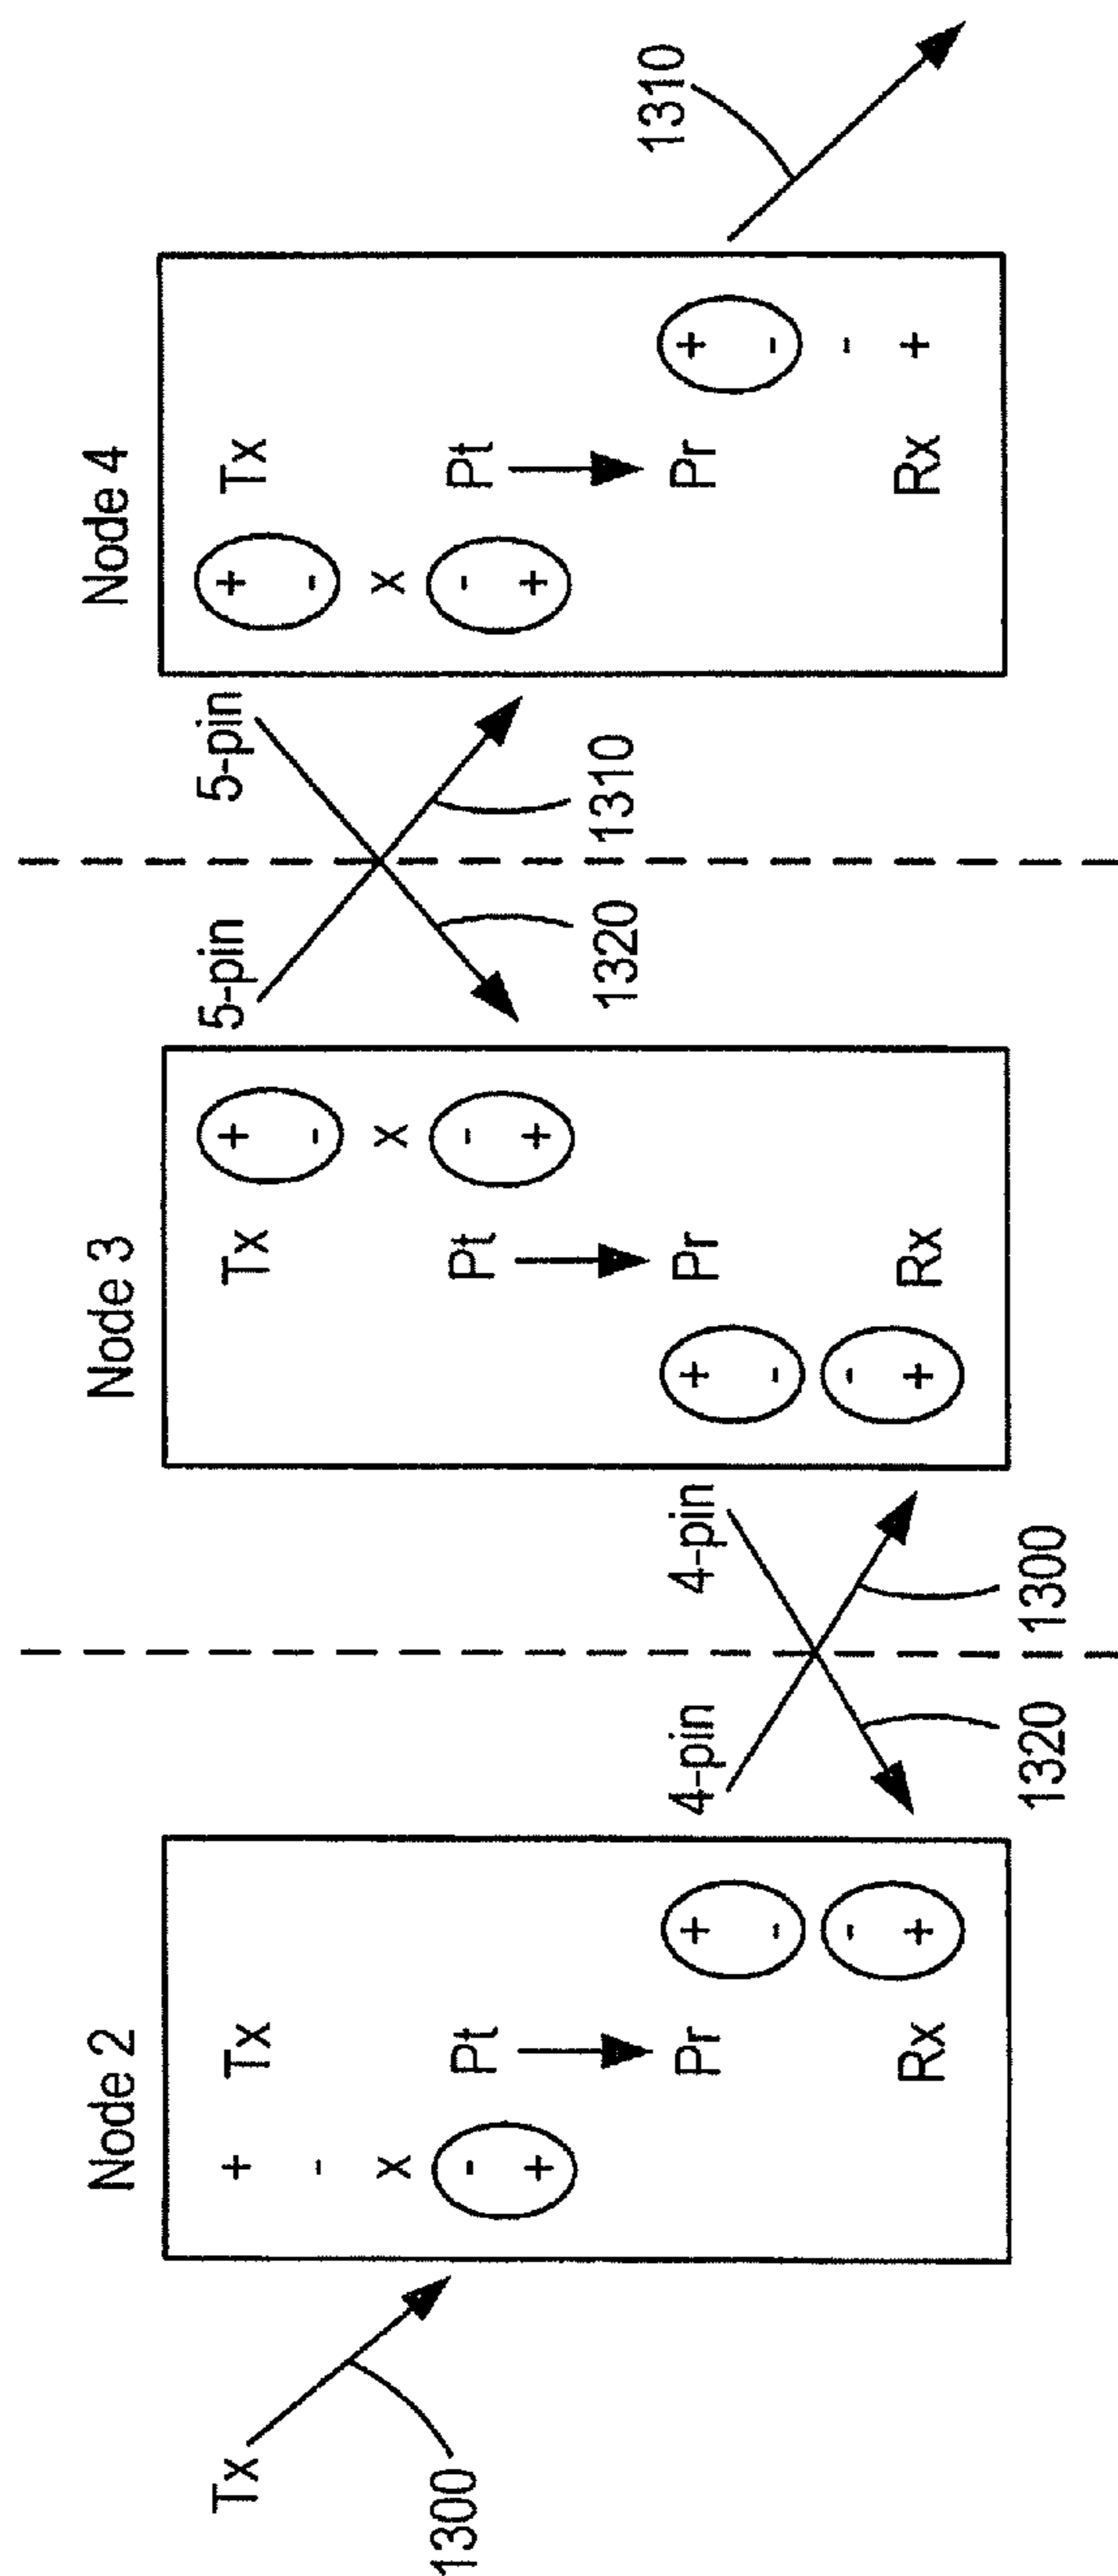 Node 2 Node 3 Node 4
Tx + Tx Tx + 5-pin 5-pin + Tx
- - -
X X X
1300 - Pt Pt - - Pt
+ + +
1320 1310
Pr + 4-pin 4-pin + Pr Pr + 1310
- - -
- - -
Rx + + Rx Rx +
1320 1300